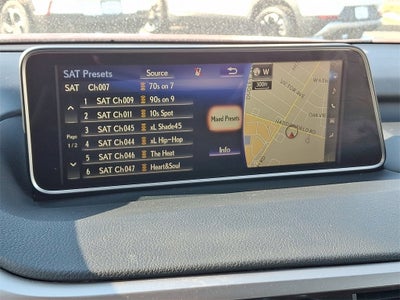 SAT Presets Source
SAT Ch007 70s on 7
1 SAT Ch009 90s on 9
2 SAT Ch011 10s Spot
3 SAT Ch045 xL Shade45
4 SAT Ch044 xL Hip-Hop
5 SAT Ch046 The Heat
6 SAT Ch047 Heart&Soul
Page
1/2
Mixed Presets
Info
W
300ft